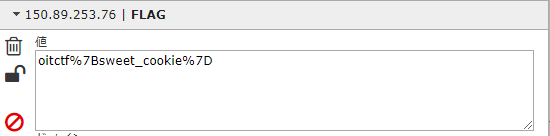 150.89.253.76 | FLAG
値
oitctf%7Bsweet_cookie%7D